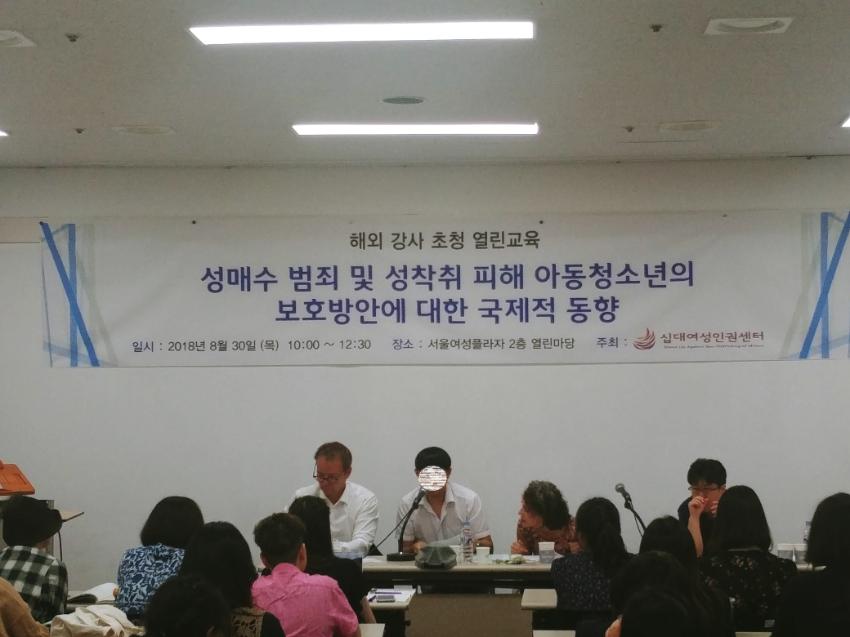 해외 강사 초청 열린교육
성매수 범죄 및 성착취 피해 아동청소년의
보호방안에 대한 국제적 동향
일시 : 2018년 8월 30일 (목) 10:00 ~ 12:30 장소 : 서울여성플라자 2층 열린마당 주최 : 십대여성인권센터